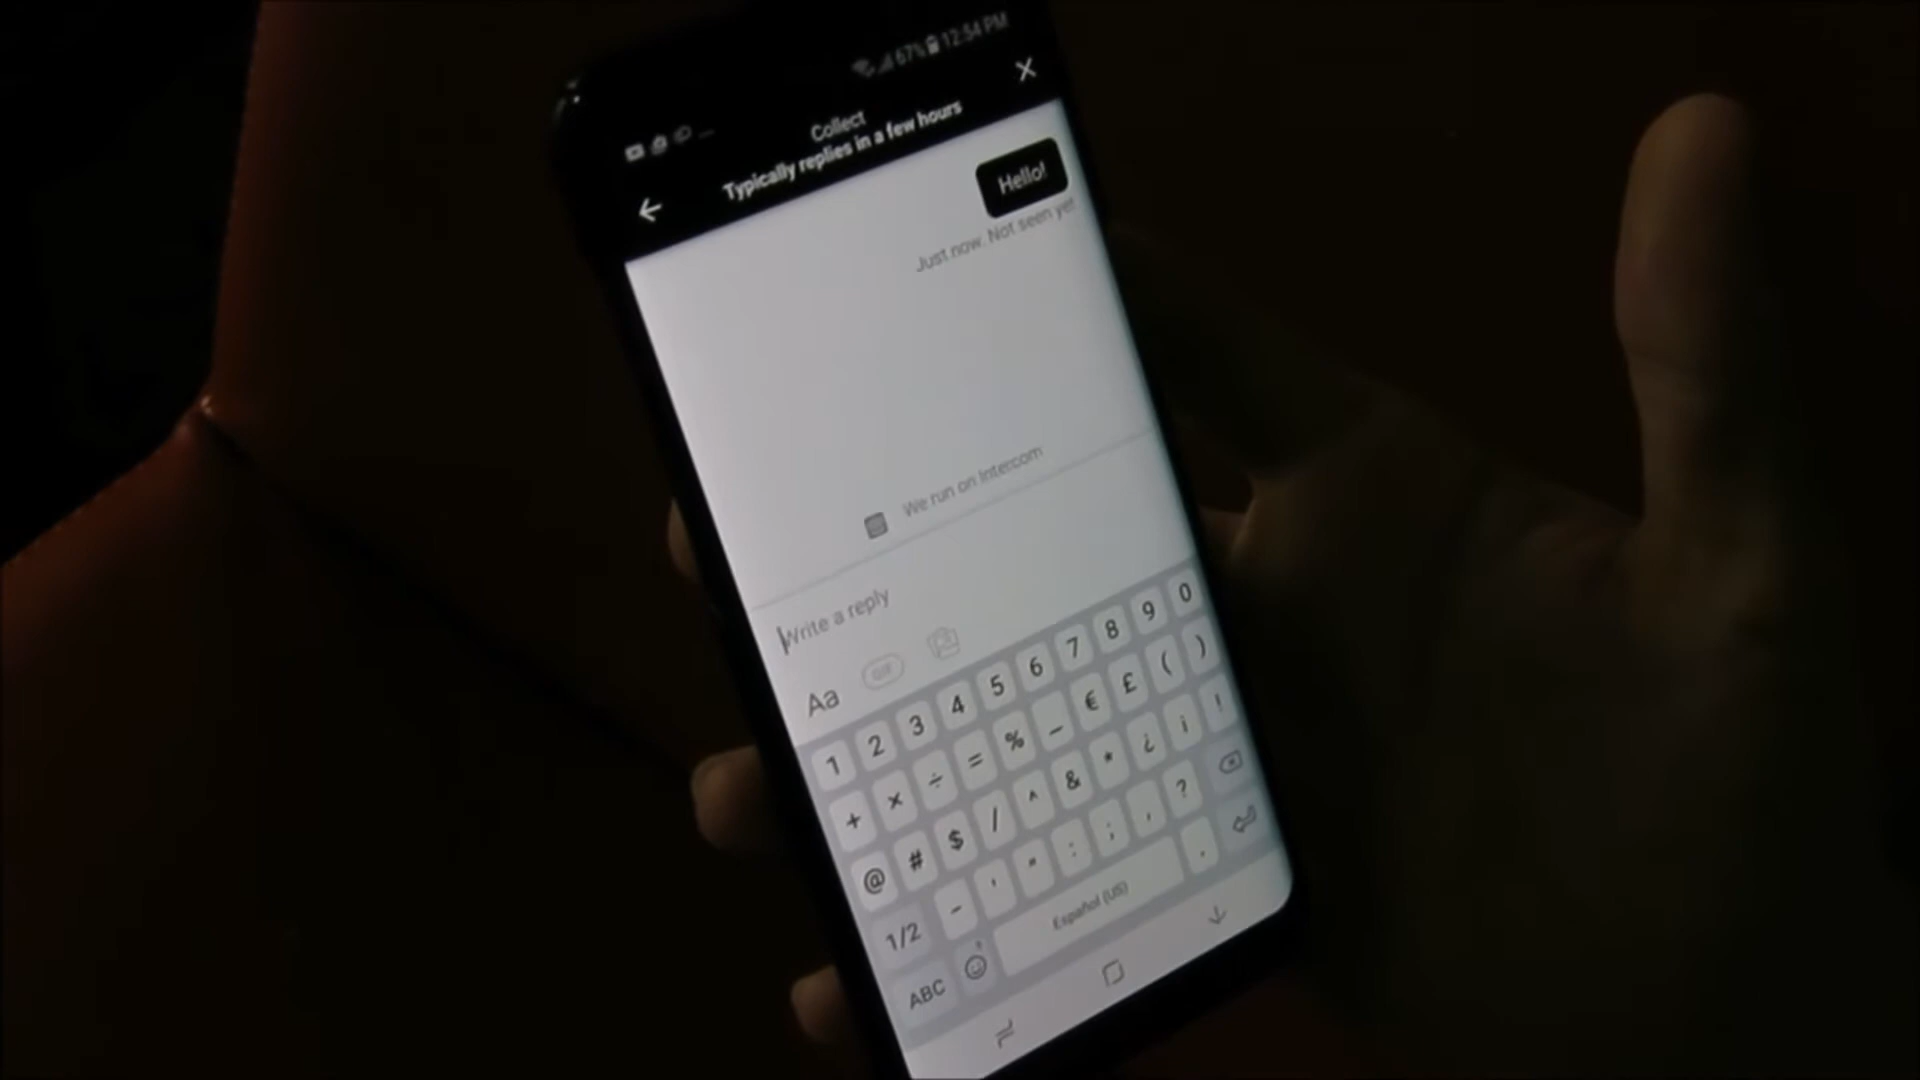 67% 12:54 PM
Collect
Typically replies in a few hours
Hello!
Just now. Not seen yet
We run on Intercom
Write a reply
Aa GIF
1 2 3 4 5 6 7 8 9 0
+ × ÷ = % _ € £ ( )
@ # $ / ^ & * ¿ ¡ !
1/2 - ' " : ; , ?
ABC Español (US) .